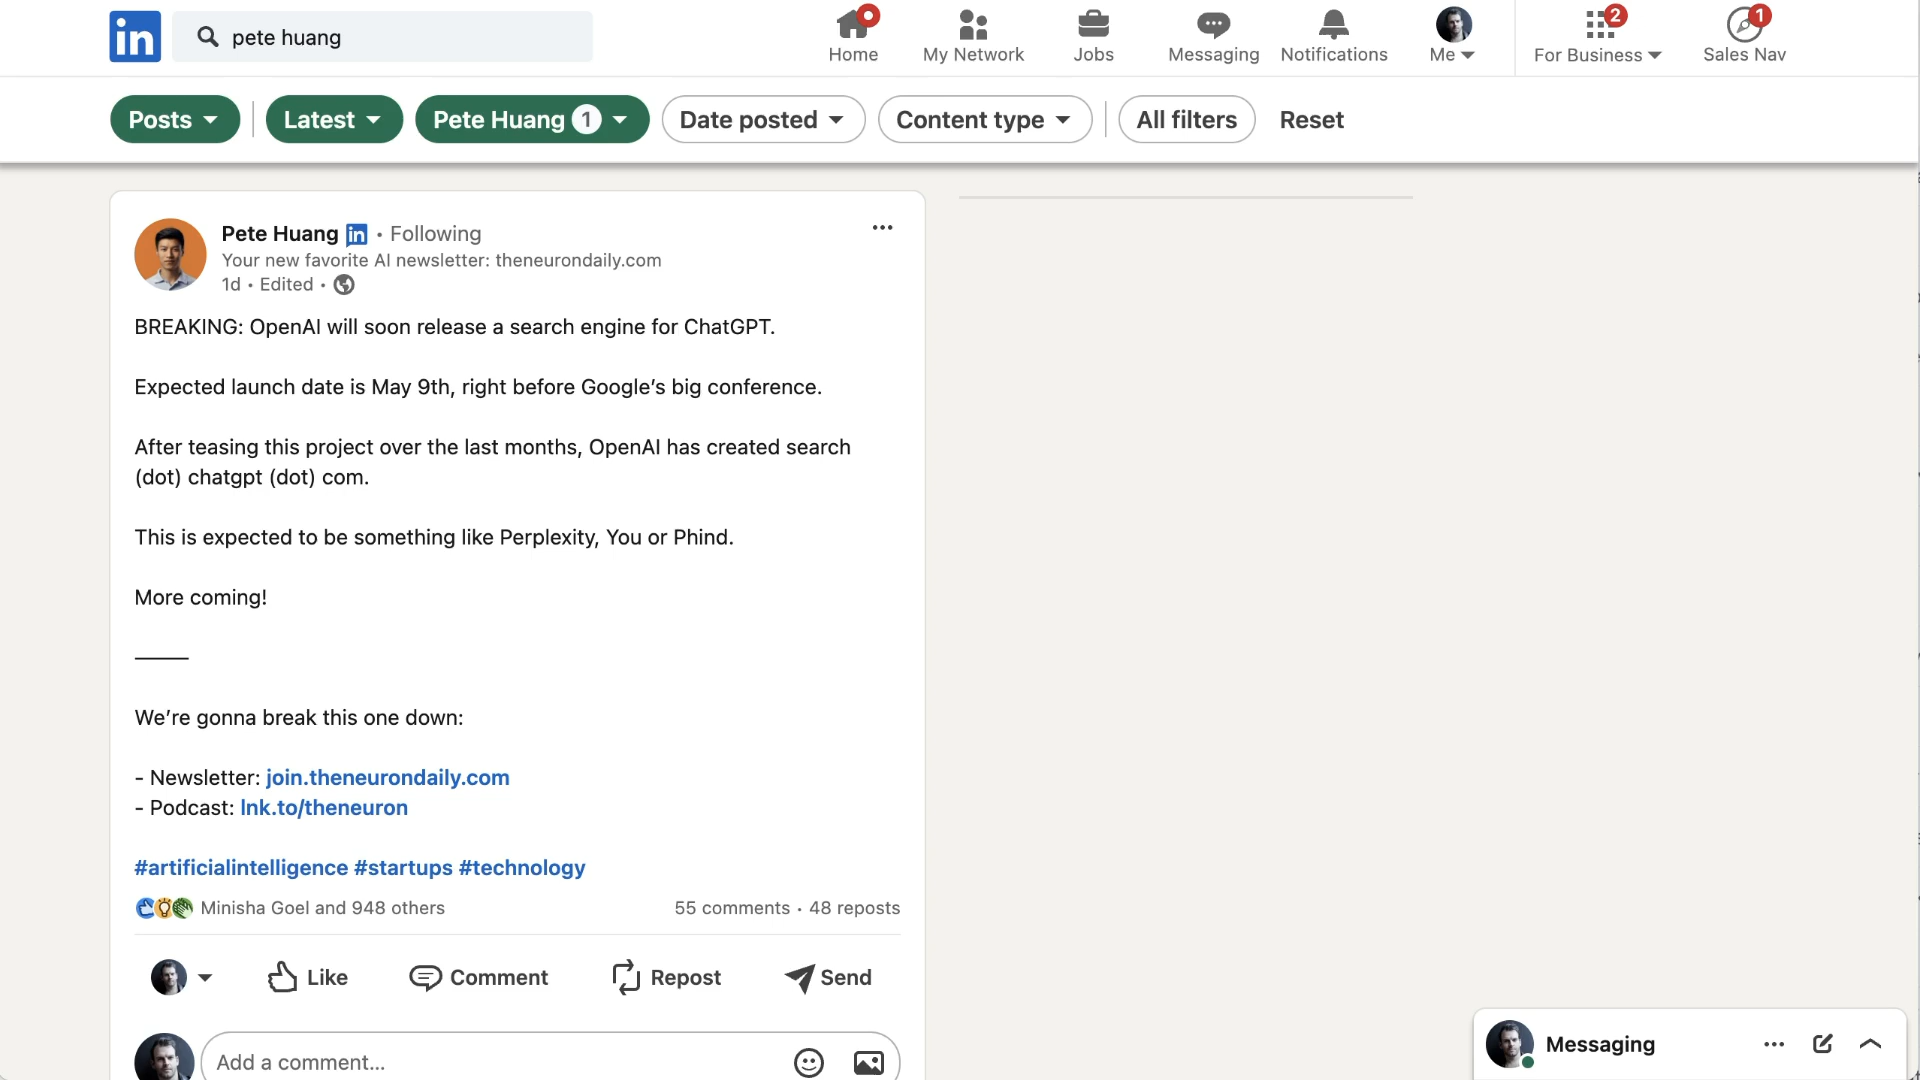 in pete huang Home My Network Jobs Messaging Notifications Me 2 For Business 1 Sales Nav
Posts Latest Pete Huang 1 Date posted Content type All filters Reset
Pete Huang in • Following
Your new favorite AI newsletter: theneurondaily.com
1d • Edited •
BREAKING: OpenAI will soon release a search engine for ChatGPT.
Expected launch date is May 9th, right before Google's big conference.
After teasing this project over the last months, OpenAI has created search
(dot) chatgpt (dot) com.
This is expected to be something like Perplexity, You or Phind.
More coming!
We're gonna break this one down:
- Newsletter: join.theneurondaily.com
- Podcast: lnk.to/theneuron
#artificialintelligence #startups #technology
Minisha Goel and 948 others 55 comments • 48 reposts
Like Comment Repost Send
Add a comment...
Messaging